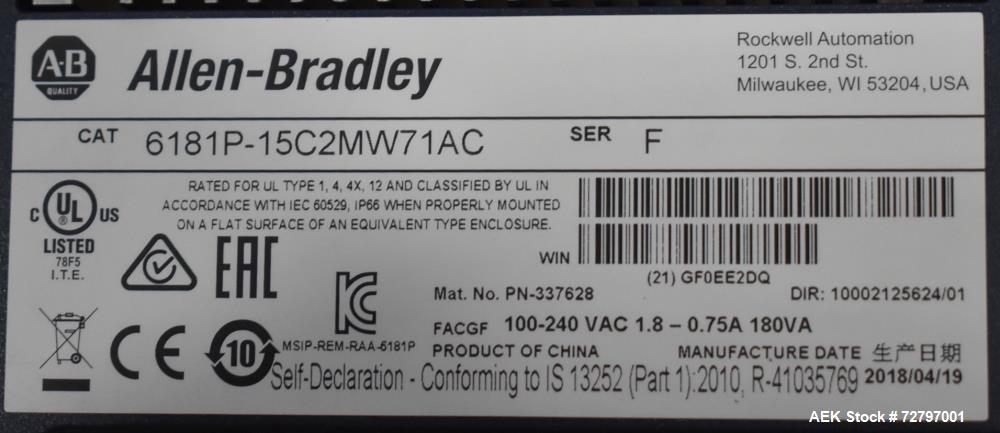 A-B
QUALITY
Allen-Bradley
Rockwell Automation
1201 S. 2nd St.
Milwaukee, WI 53204, USA
CAT 6181P-15C2MW71AC SER F
C UL US
®
LISTED
78F5
I.T.E.
RATED FOR UL TYPE 1, 4, 4X, 12 AND CLASSIFIED BY UL IN
ACCORDANCE WITH IEC 60529, IP66 WHEN PROPERLY MOUNTED
ON A FLAT SURFACE OF AN EQUIVALENT TYPE ENCLOSURE.
WIN
(21) GF0EE2DQ
EAC
Mat. No. PN-337628 DIR: 10002125624/01
FACGF 100-240 VAC 1.8 – 0.75A 180VA
MSIP-REM-RAA-6181P
PRODUCT OF CHINA MANUFACTURE DATE 生产日期
CE
10
Self-Declaration - Conforming to IS 13252 (Part 1):2010, R-41035769 2018/04/19
AEK Stock # 72797001